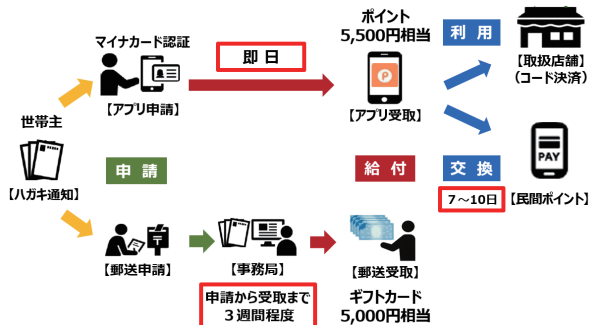 マイナカード認証
【アプリ申請】
即日
ポイント
5,500円相当
P
【アプリ受取】
利用
【取扱店舗】
（コード決済）
世帯主
【ハガキ通知】
申請
給付
交換
7～10日
PAY
【民間ポイント】
【郵送申請】
【事務局】
申請から受取まで
3週間程度
【郵送受取】
ギフトカード
5,000円相当